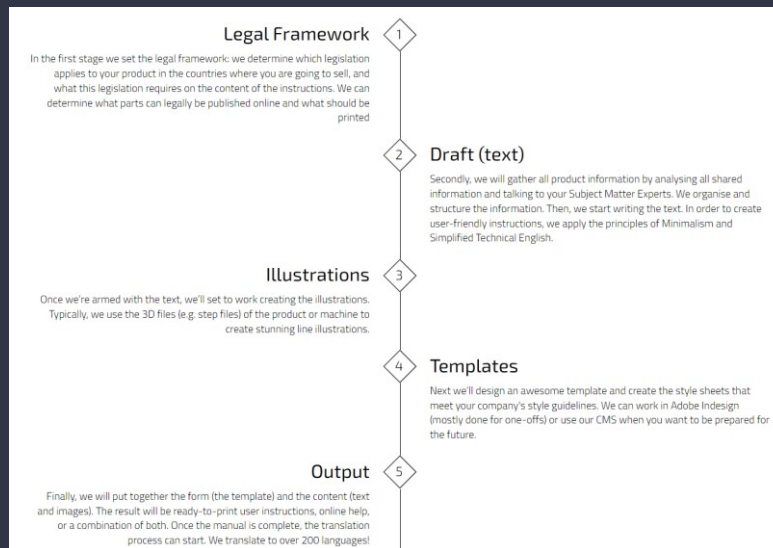 Legal Framework
1
In the first stage we set the legal framework: we determine which legislation
applies to your product in the countries where you are going to sell, and
what this legislation requires on the content of the instructions. We can
determine what parts can legally be published online and what should be
printed
2
Draft (text)
Secondly, we will gather all product information by analysing all shared
information and talking to your Subject Matter Experts. We organise and
structure the information. Then, we start writing the text. In order to create
user-friendly instructions, we apply the principles of Minimalism and
Simplified Technical English.
Illustrations
3
Once we're armed with the text, we'll set to work creating the illustrations.
Typically, we use the 3D files (e.g. step files) of the product or machine to
create stunning line illustrations.
4
Templates
Next we'll design an awesome template and create the style sheets that
meet your company's style guidelines. We can work in Adobe Indesign
(mostly done for one-offs) or use our CMS when you want to be prepared for
the future.
Output
5
Finally, we will put together the form (the template) and the content (text
and images). The result will be ready-to-print user instructions, online help,
or a combination of both. Once the manual is complete, the translation
process can start. We translate to over 200 languages!